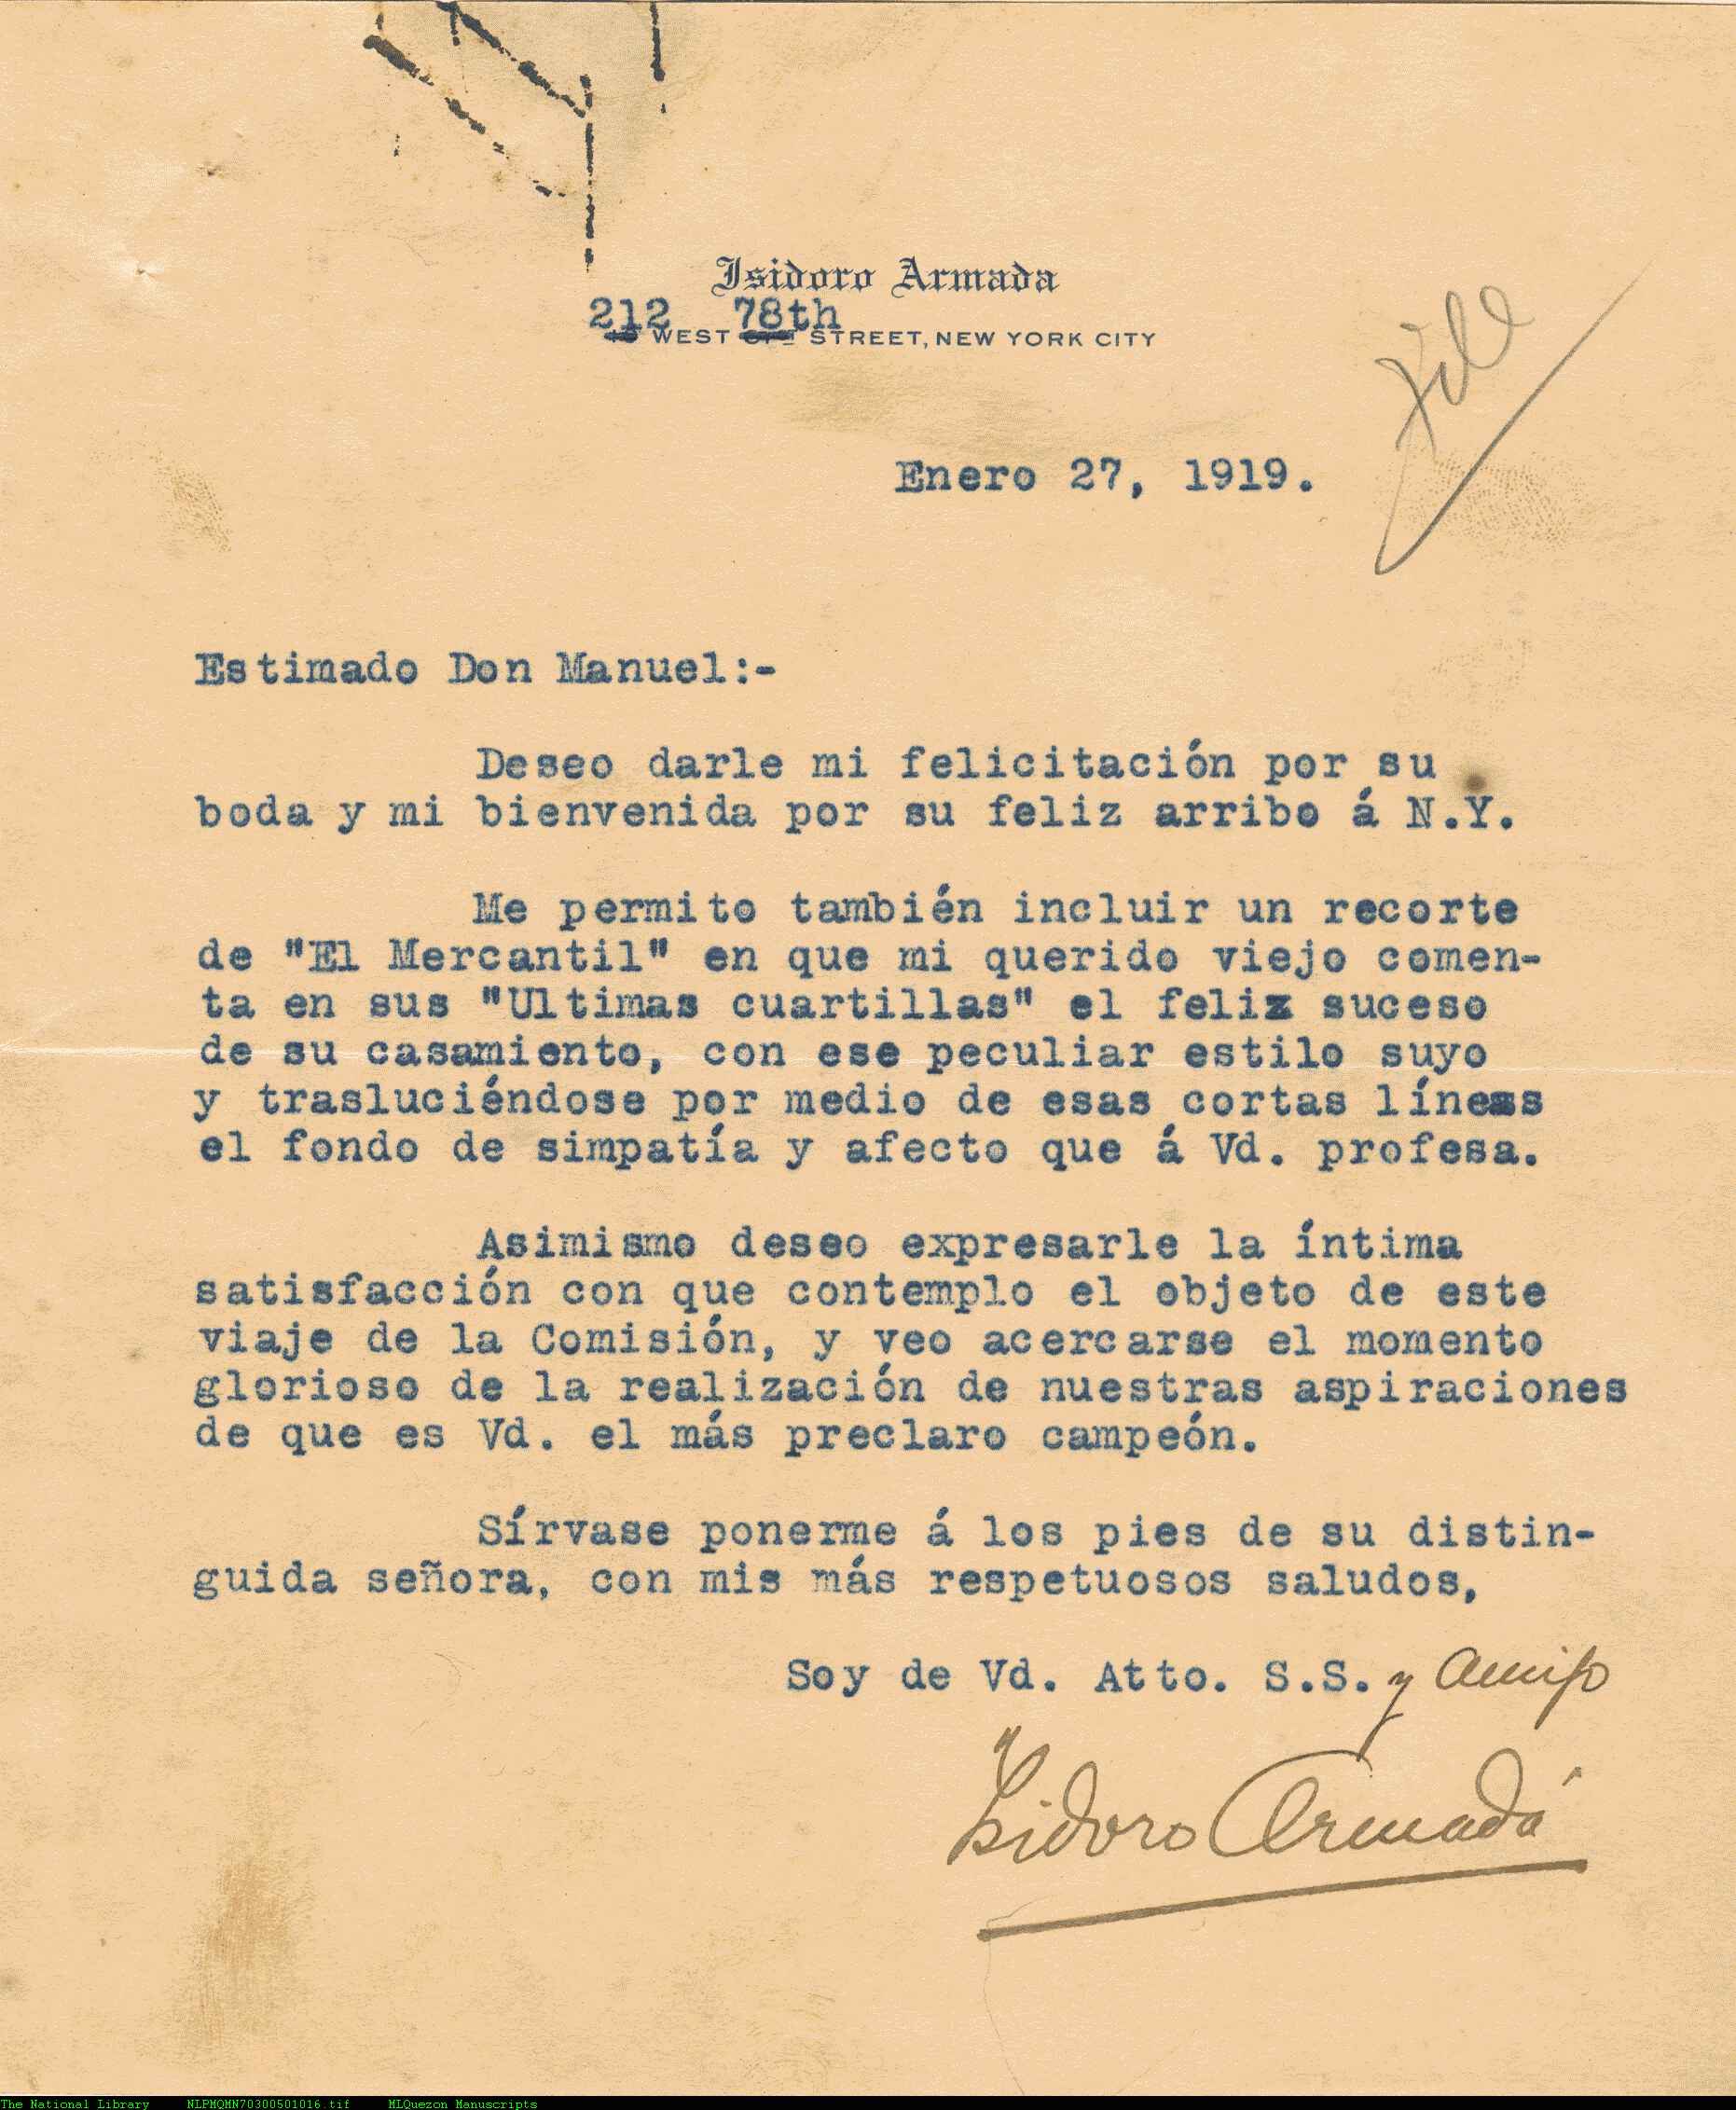 Isidoro Armada
212 WEST 78th STREET, NEW YORK CITY
File
Enero 27, 1919.
Estimado Don Manuel:-
Deseo darle mi felicitación por su
boda y mi bienvenida por su feliz arribo á N.Y.
Me permito también incluir un recorte
de "El Mercantil" en que mi querido viejo comen-
ta en sus "Ultimas cuartillas" el feliz suceso
de su casamiento, con ese peculiar estilo suyo
y trasluciéndose por medio de esas cortas líneas
el fondo de simpatía y afecto que á Vd. profesa.
Asimismo deseo expresarle la íntima
satisfacción con que contemplo el objeto de este
viaje de la Comisión, y veo acercarse el momento
glorioso de la realización de nuestras aspiraciones
de que es Vd. el más preclaro campeón.
Sírvase ponerme á los pies de su distin-
guida señora, con mis más respetuosos saludos,
Soy de Vd. Atto. S.S. y amigo
Isidoro Armada
The National Library NLPMQMN70300501016.tif MLQuezon Manuscripts